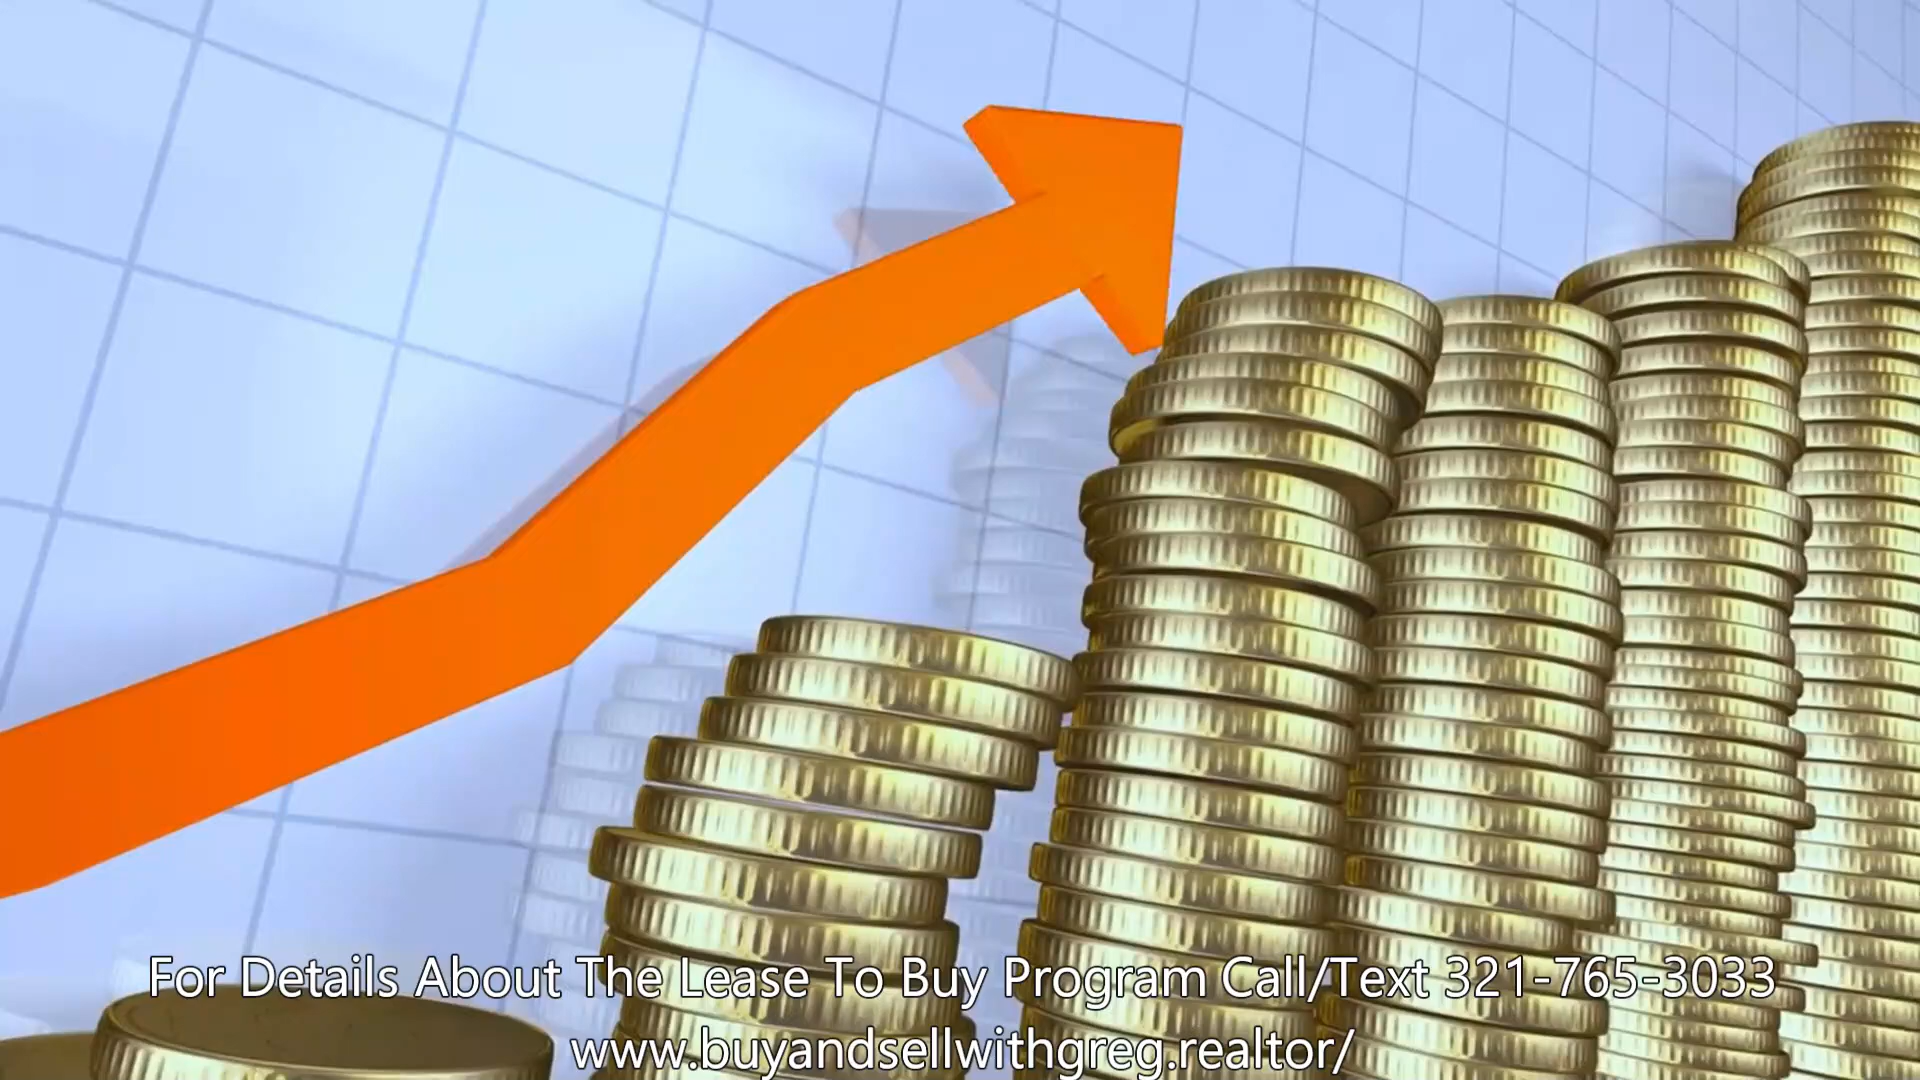 For Details About The Lease To Buy Program Call/Text 321-765-3033
www.buyandsellwithgreg.realtor/